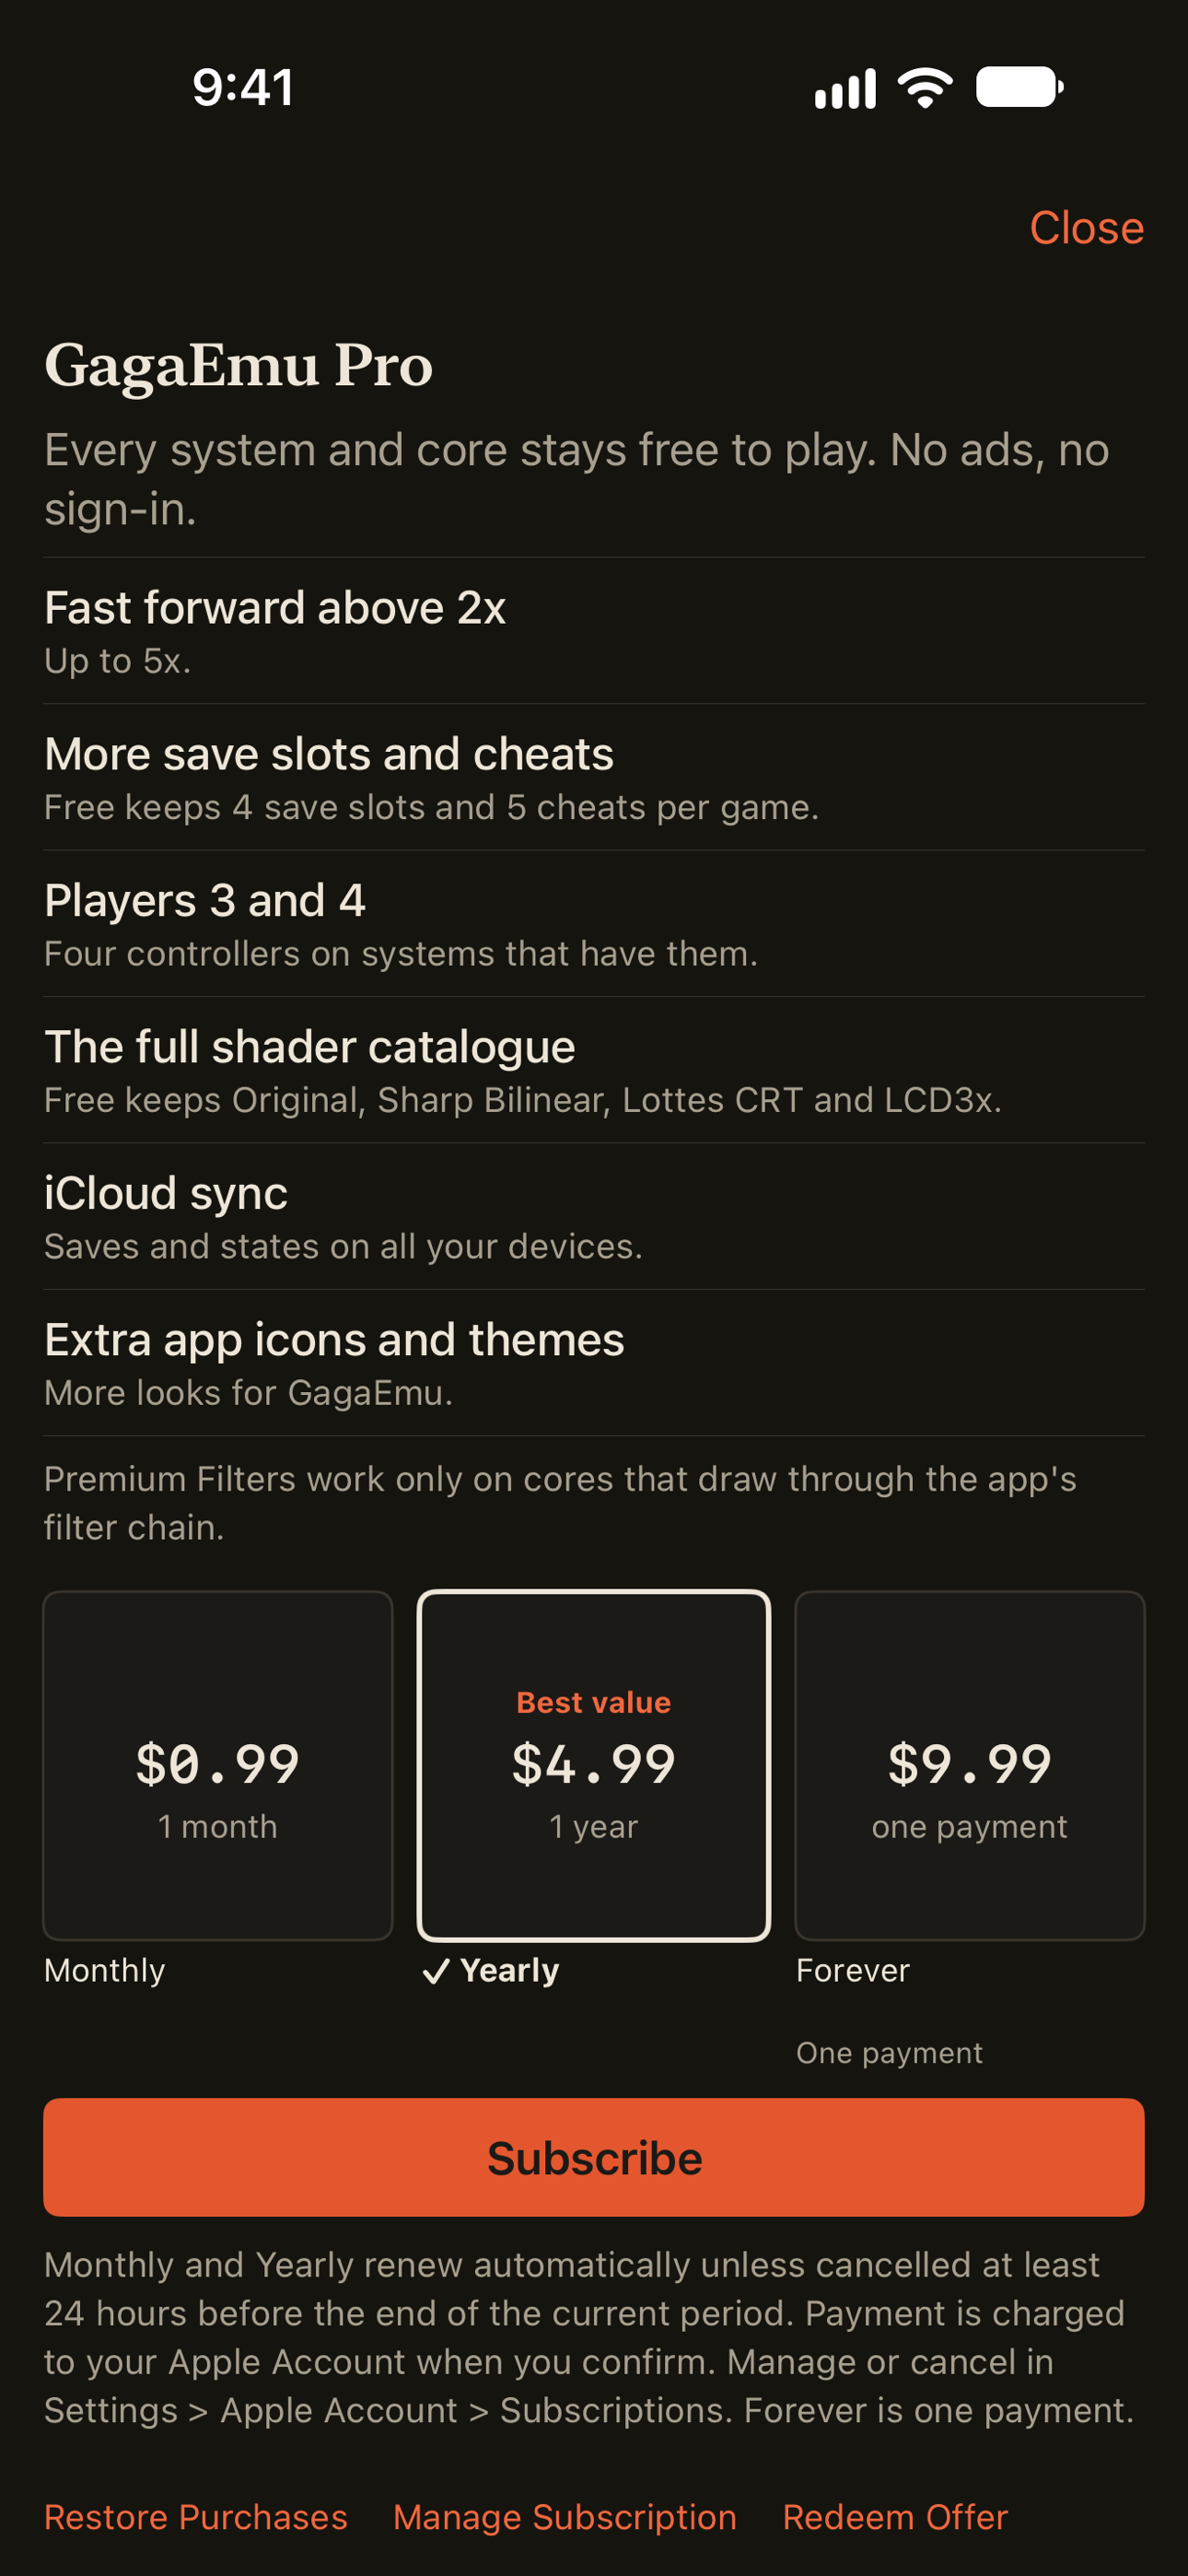 9:41
Close
GagaEmu Pro
Every system and core stays free to play. No ads, no
sign-in.
Fast forward above 2x
Up to 5x.
More save slots and cheats
Free keeps 4 save slots and 5 cheats per game.
Players 3 and 4
Four controllers on systems that have them.
The full shader catalogue
Free keeps Original, Sharp Bilinear, Lottes CRT and LCD3x.
iCloud sync
Saves and states on all your devices.
Extra app icons and themes
More looks for GagaEmu.
Premium Filters work only on cores that draw through the app's
filter chain.
$0.99
1 month
Monthly
Best value
$4.99
1 year
✓ Yearly
$9.99
one payment
Forever
One payment
Subscribe
Monthly and Yearly renew automatically unless cancelled at least
24 hours before the end of the current period. Payment is charged
to your Apple Account when you confirm. Manage or cancel in
Settings > Apple Account > Subscriptions. Forever is one payment.
Restore Purchases
Manage Subscription
Redeem Offer